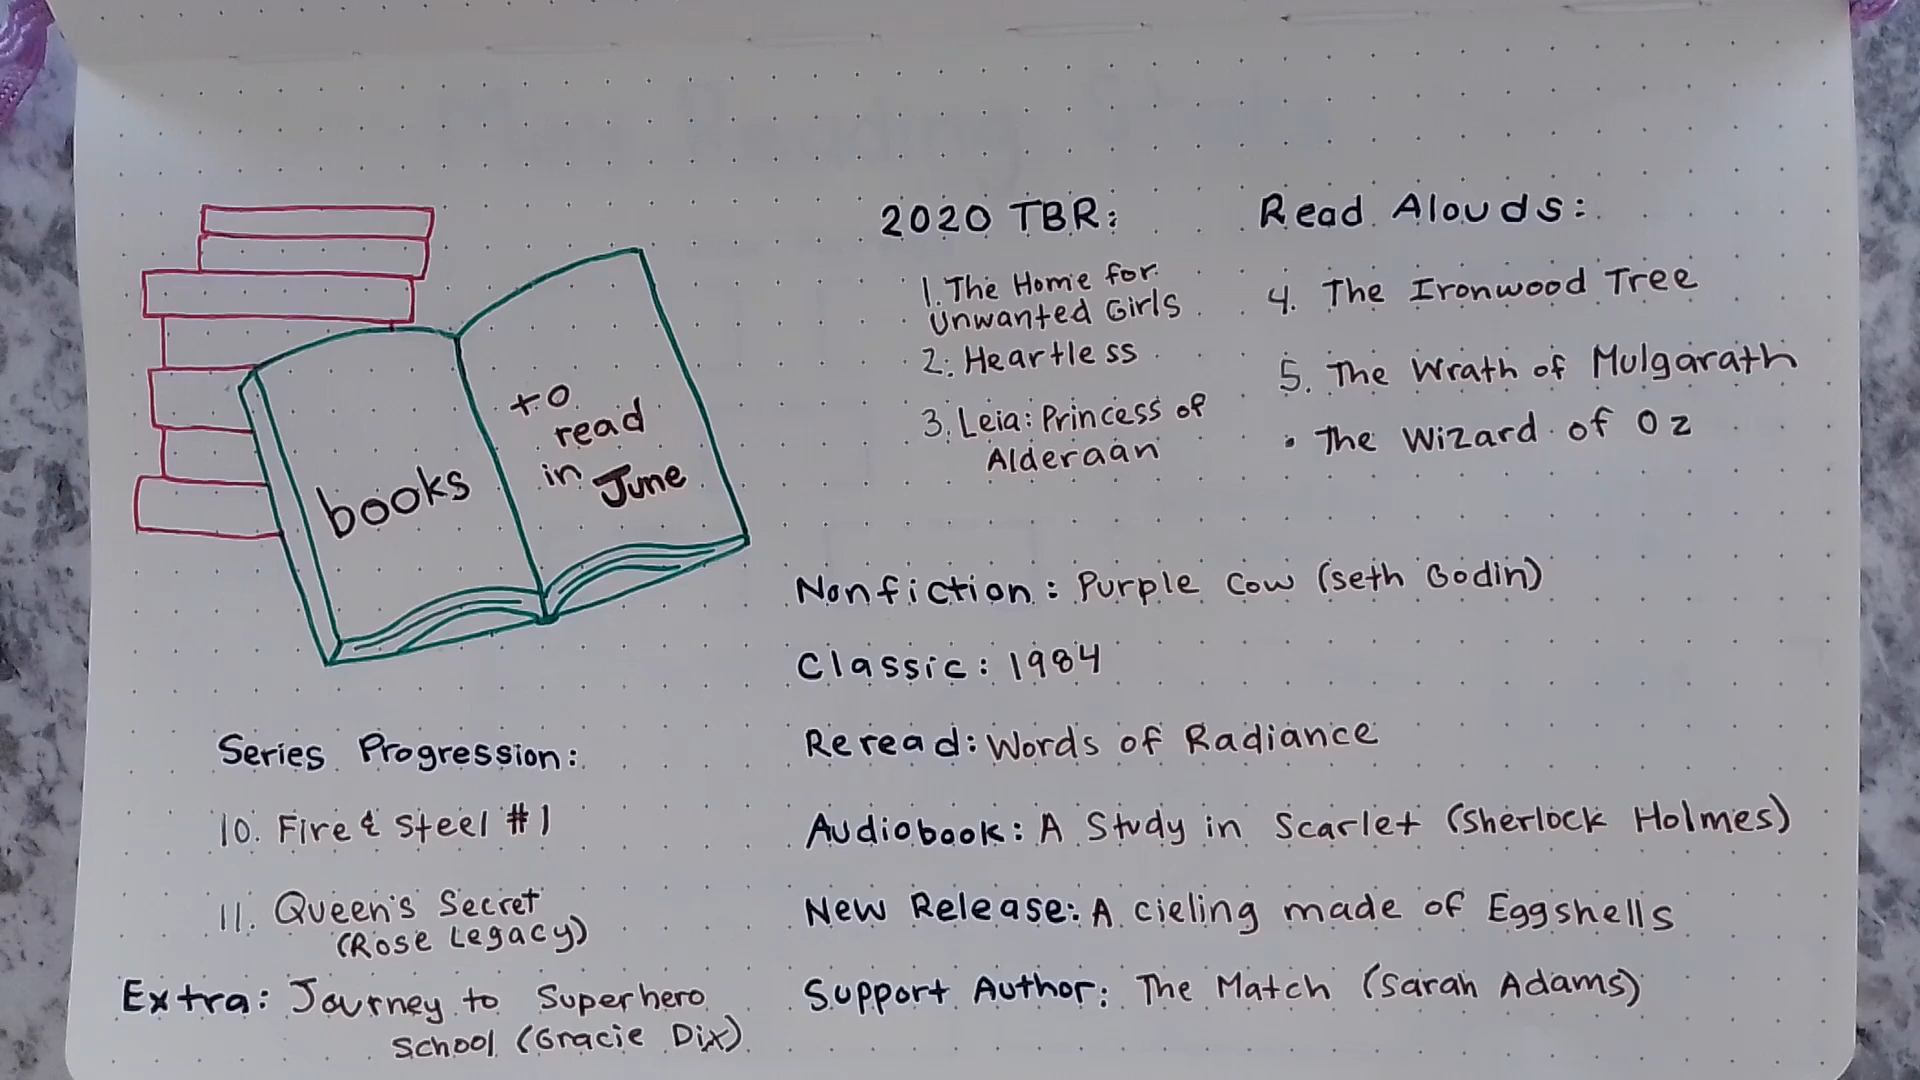 books
to
read
in June
2020 TBR:
1. The Home for
Unwanted Girls
2. Heartless
3. Leia: Princess of
Alderaan
Read Alouds:
4. The Ironwood Tree
5. The Wrath of Mulgarath
• The Wizard of Oz
Nonfiction: Purple Cow (Seth Godin)
Classic: 1984
Reread: Words of Radiance
Audiobook: A Study in Scarlet (Sherlock Holmes)
New Release: A cieling made of Eggshells
Support Author: The Match (Sarah Adams)
Series Progression:
10. Fire & Steel #1
11. Queen's Secret
(Rose Legacy)
Extra: Journey to Superhero
School (Gracie Dix)